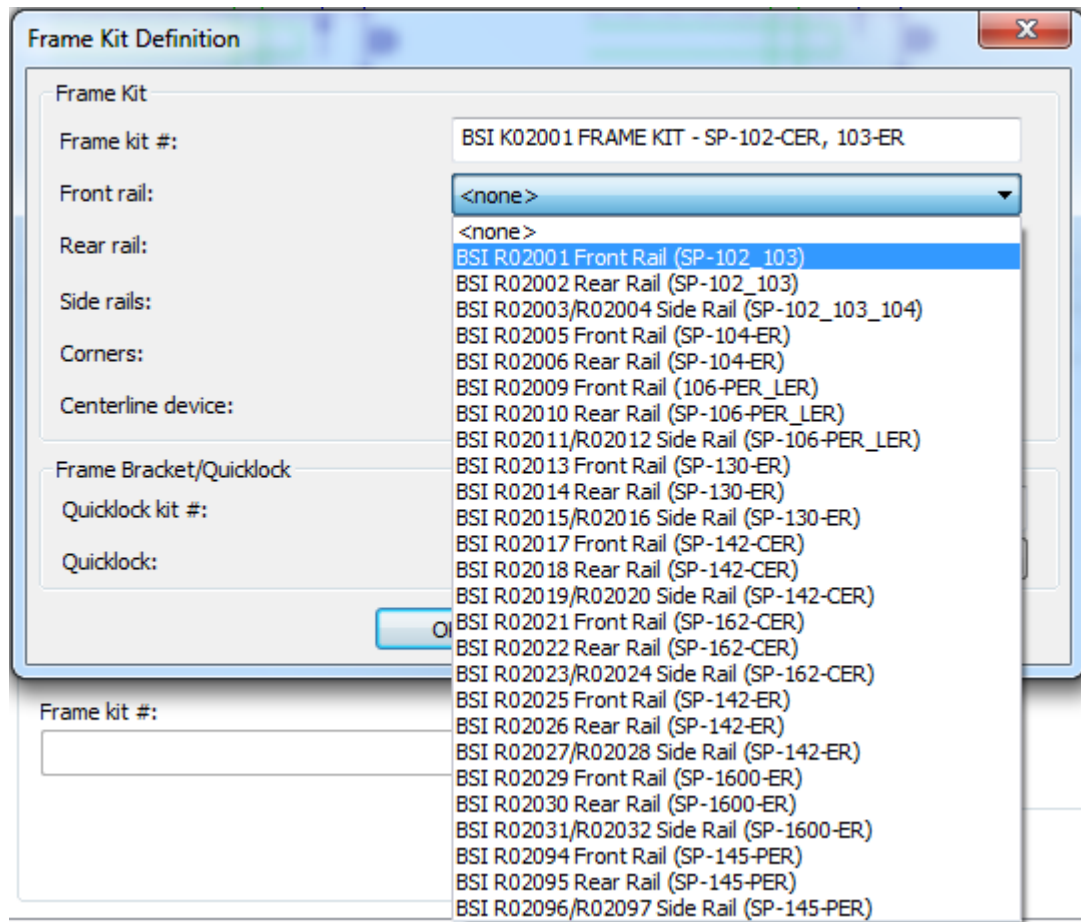 Frame Kit Definition
Frame Kit
Frame kit #:
BSI K02001 FRAME KIT - SP-102-CER, 103-ER
Front rail:
<none>
Rear rail:
Side rails:
Corners:
Centerline device:
<none>
BSI R02001 Front Rail (SP-102_103)
BSI R02002 Rear Rail (SP-102_103)
BSI R02003/R02004 Side Rail (SP-102_103_104)
BSI R02005 Front Rail (SP-104-ER)
BSI R02006 Rear Rail (SP-104-ER)
BSI R02009 Front Rail (106-PER_LER)
BSI R02010 Rear Rail (SP-106-PER_LER)
BSI R02011/R02012 Side Rail (SP-106-PER_LER)
BSI R02013 Front Rail (SP-130-ER)
BSI R02014 Rear Rail (SP-130-ER)
BSI R02015/R02016 Side Rail (SP-130-ER)
BSI R02017 Front Rail (SP-142-CER)
BSI R02018 Rear Rail (SP-142-CER)
BSI R02019/R02020 Side Rail (SP-142-CER)
BSI R02021 Front Rail (SP-162-CER)
BSI R02022 Rear Rail (SP-162-CER)
BSI R02023/R02024 Side Rail (SP-162-CER)
BSI R02025 Front Rail (SP-142-ER)
BSI R02026 Rear Rail (SP-142-ER)
BSI R02027/R02028 Side Rail (SP-142-ER)
BSI R02029 Front Rail (SP-1600-ER)
BSI R02030 Rear Rail (SP-1600-ER)
BSI R02031/R02032 Side Rail (SP-1600-ER)
BSI R02094 Front Rail (SP-145-PER)
BSI R02095 Rear Rail (SP-145-PER)
BSI R02096/R02097 Side Rail (SP-145-PER)
Frame Bracket/Quicklock
Quicklock kit #:
Quicklock:
Frame kit #: